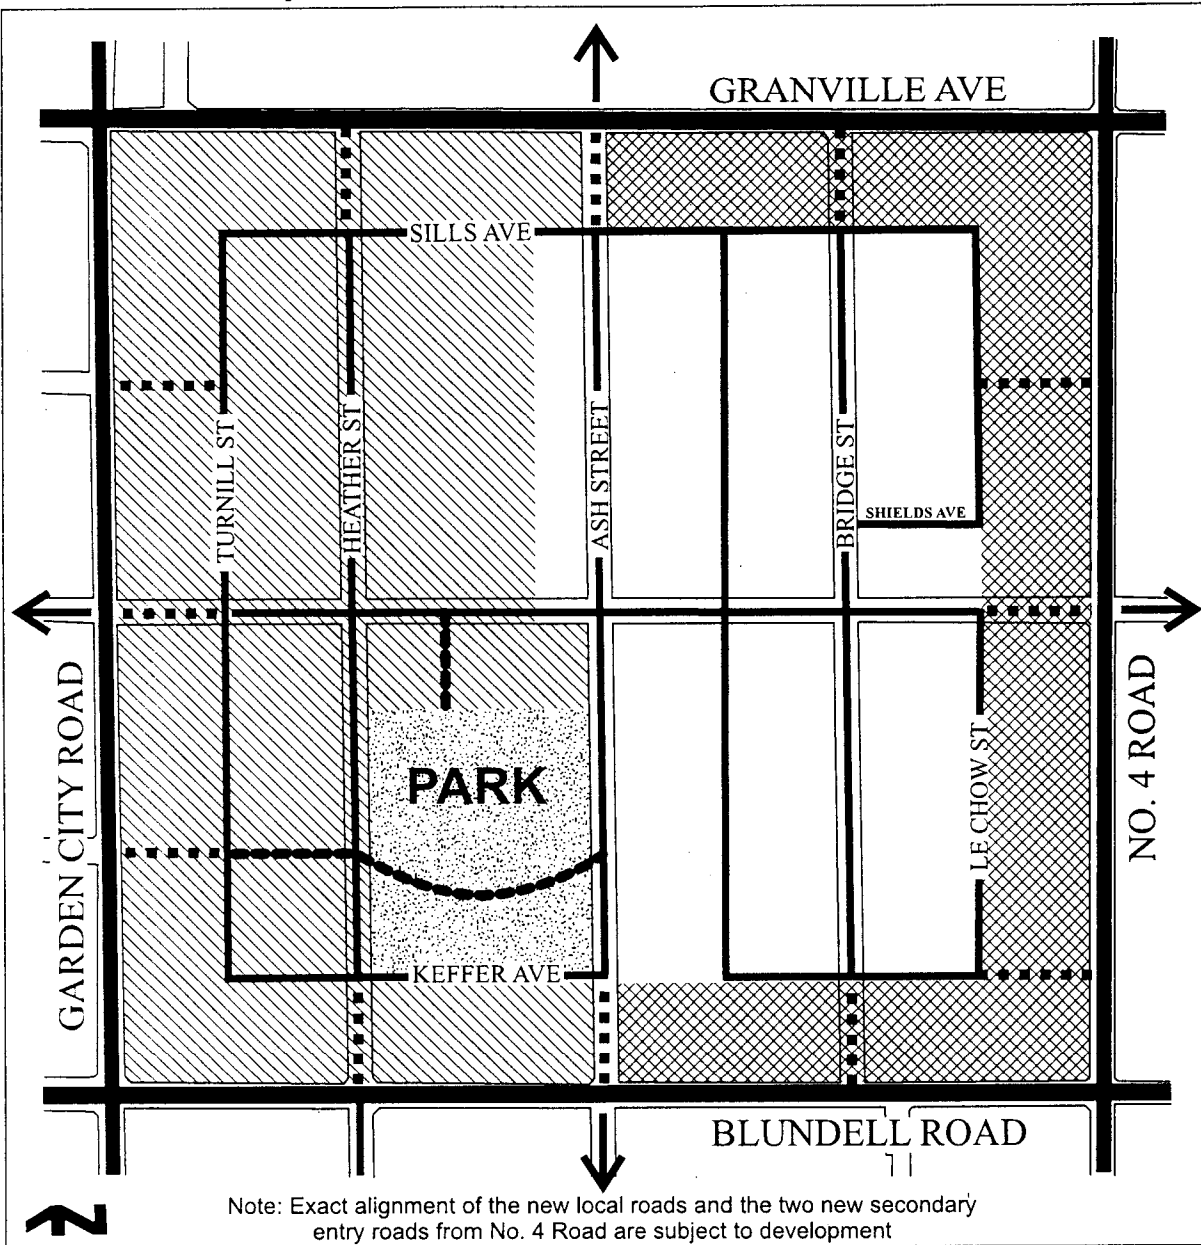 GRANVILLE AVE
SILLS AVE
TURNILL ST
HEATHER ST
ASH STREET
BRIDGE ST
SHIELDS AVE
GARDEN CITY ROAD
PARK
LE CHOW ST
NO. 4 ROAD
KEFFER AVE
BLUNDELL ROAD
N
Note: Exact alignment of the new local roads and the two new secondary
entry roads from No. 4 Road are subject to development